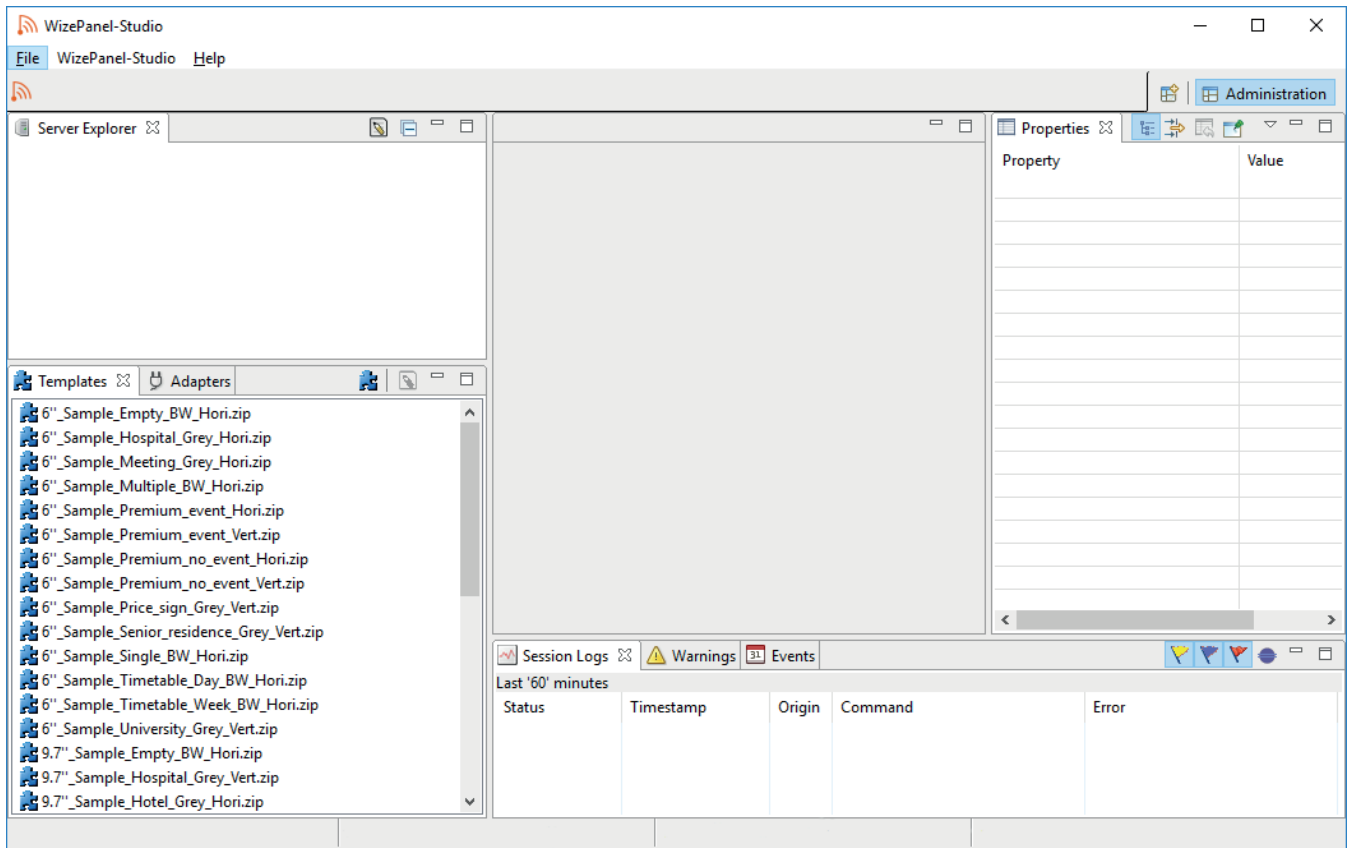 WizePanel-Studio
File WizePanel-Studio Help
Administration
Server Explorer
Properties
Property Value
Templates Adapters
6''_Sample_Empty_BW_Hori.zip
6''_Sample_Hospital_Grey_Hori.zip
6''_Sample_Meeting_Grey_Hori.zip
6''_Sample_Multiple_BW_Hori.zip
6''_Sample_Premium_event_Hori.zip
6''_Sample_Premium_event_Vert.zip
6''_Sample_Premium_no_event_Hori.zip
6''_Sample_Premium_no_event_Vert.zip
6''_Sample_Price_sign_Grey_Vert.zip
6''_Sample_Senior_residence_Grey_Vert.zip
6''_Sample_Single_BW_Hori.zip
6''_Sample_Timetable_Day_BW_Hori.zip
6''_Sample_Timetable_Week_BW_Hori.zip
6''_Sample_University_Grey_Vert.zip
9.7''_Sample_Empty_BW_Hori.zip
9.7''_Sample_Hospital_Grey_Vert.zip
9.7''_Sample_Hotel_Grey_Hori.zip
Session Logs Warnings 31 Events
Last '60' minutes
Status Timestamp Origin Command Error